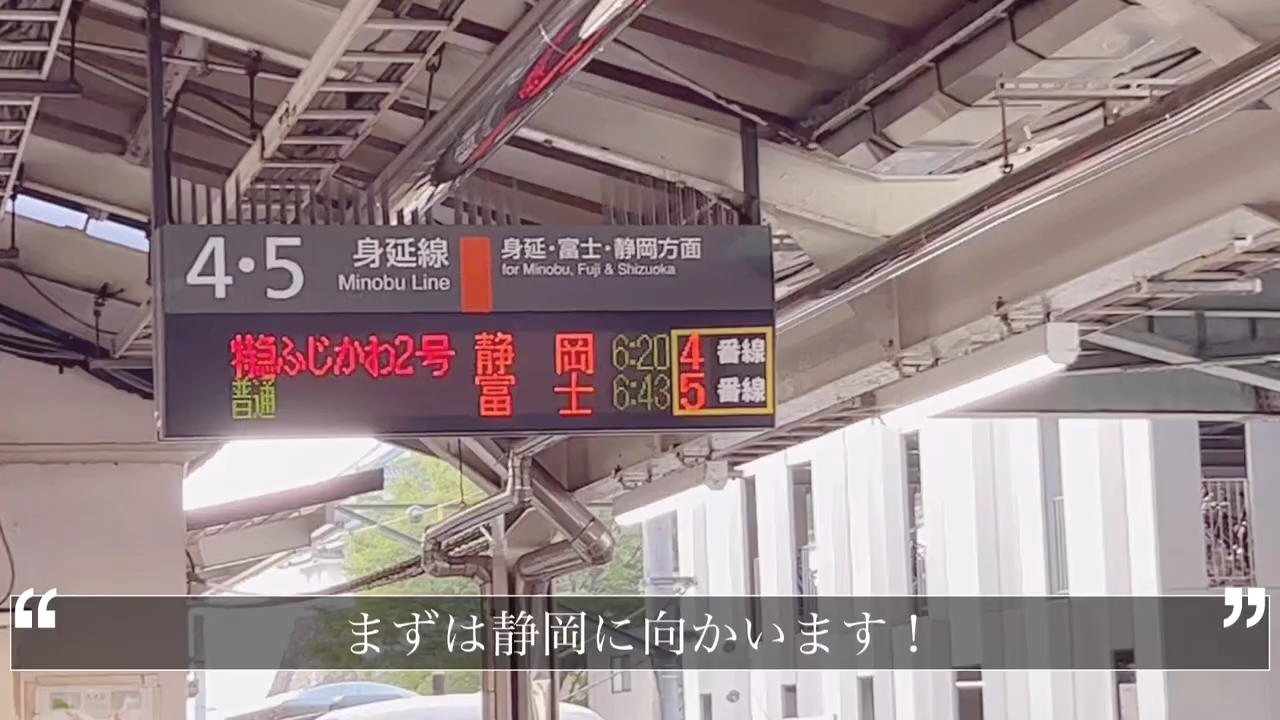 4・5 身延線 身延・富士・静岡方面
Minobu Line for Minobu, Fuji & Shizuoka
特急ふじかわ2号 静岡 6:20 4番線
普通 富士 6:43 5番線
“まずは静岡に向かいます！”